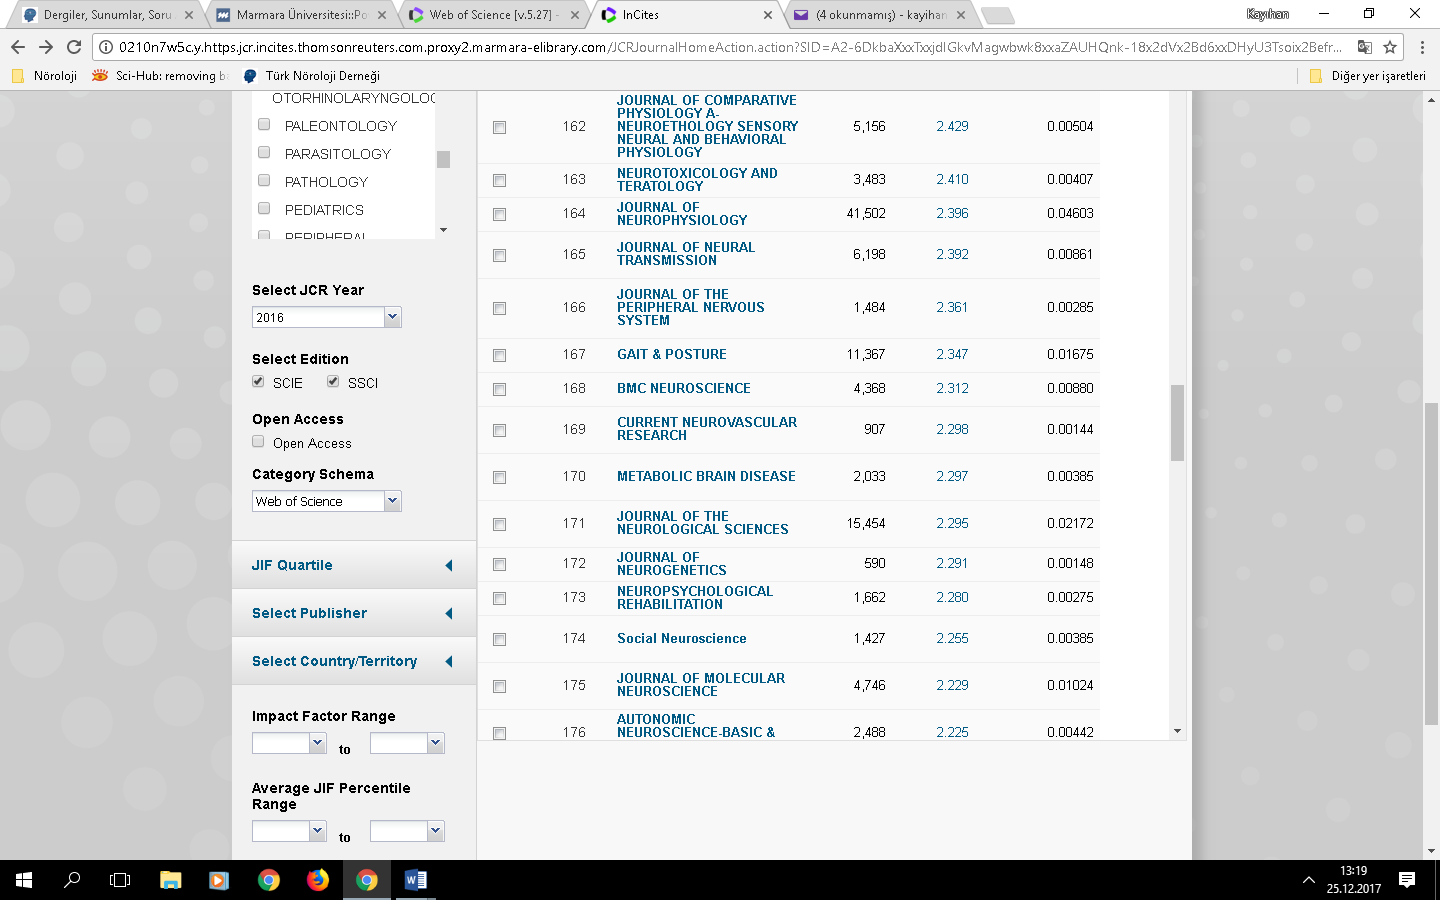 Dergiler, Sunumlar, Soru
Marmara Üniversitesi::Po
Web of Science [v.5.27] -
InCites
(4 okunmamış) - kayihan
Kayıhan
0210n7w5c.y.https.jcr.incites.thomsonreuters.com.proxy2.marmara-elibrary.com/JCRJournalHomeAction.action?SID=A2-6DkbaXxxTxxjdIGkvMagwbwk8xxaZAUHQnk-18x2dVx2Bd6xxDHyU3Tsoix2Befr...
Nöroloji
Sci-Hub: removing b
Türk Nöroloji Derneği
Diğer yer işaretleri
OTORHINOLARYNGOLOG
PALEONTOLOGY
PARASITOLOGY
PATHOLOGY
PEDIATRICS
PERIPHERAL
Select JCR Year
2016
Select Edition
SCIE SSCI
Open Access
Open Access
Category Schema
Web of Science
JIF Quartile
Select Publisher
Select Country/Territory
Impact Factor Range
to
Average JIF Percentile
Range
to
JOURNAL OF COMPARATIVE
PHYSIOLOGY A-
162 NEUROETHOLOGY SENSORY 5,156 2.429 0.00504
NEURAL AND BEHAVIORAL
PHYSIOLOGY
163 NEUROTOXICOLOGY AND 3,483 2.410 0.00407
TERATOLOGY
164 JOURNAL OF 41,502 2.396 0.04603
NEUROPHYSIOLOGY
165 JOURNAL OF NEURAL 6,198 2.392 0.00861
TRANSMISSION
JOURNAL OF THE
166 PERIPHERAL NERVOUS 1,484 2.361 0.00285
SYSTEM
167 GAIT & POSTURE 11,367 2.347 0.01675
168 BMC NEUROSCIENCE 4,368 2.312 0.00880
169 CURRENT NEUROVASCULAR 907 2.298 0.00144
RESEARCH
170 METABOLIC BRAIN DISEASE 2,033 2.297 0.00385
171 JOURNAL OF THE 15,454 2.295 0.02172
NEUROLOGICAL SCIENCES
172 JOURNAL OF 590 2.291 0.00148
NEUROGENETICS
173 NEUROPSYCHOLOGICAL 1,662 2.280 0.00275
REHABILITATION
174 Social Neuroscience 1,427 2.255 0.00385
175 JOURNAL OF MOLECULAR 4,746 2.229 0.01024
NEUROSCIENCE
AUTONOMIC
176 NEUROSCIENCE-BASIC & 2,488 2.225 0.00442
13:19
25.12.2017